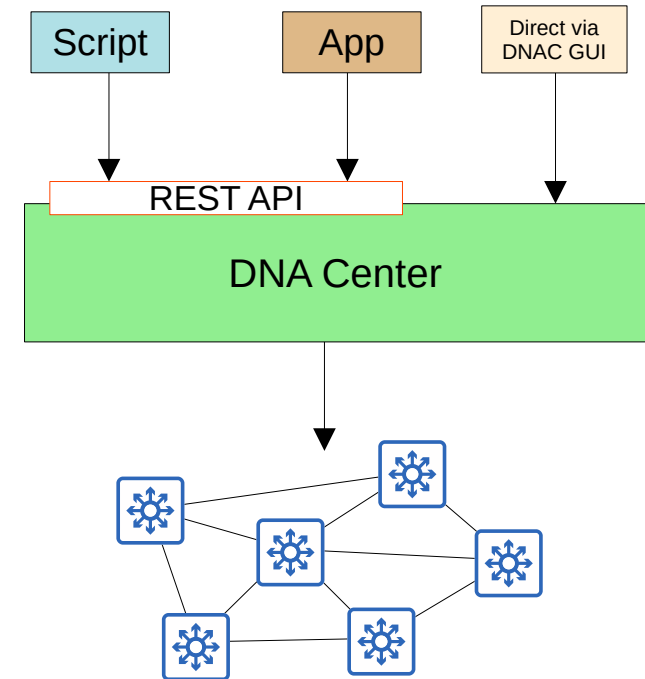 Script
App
Direct via
DNAC GUI
REST API
DNA Center